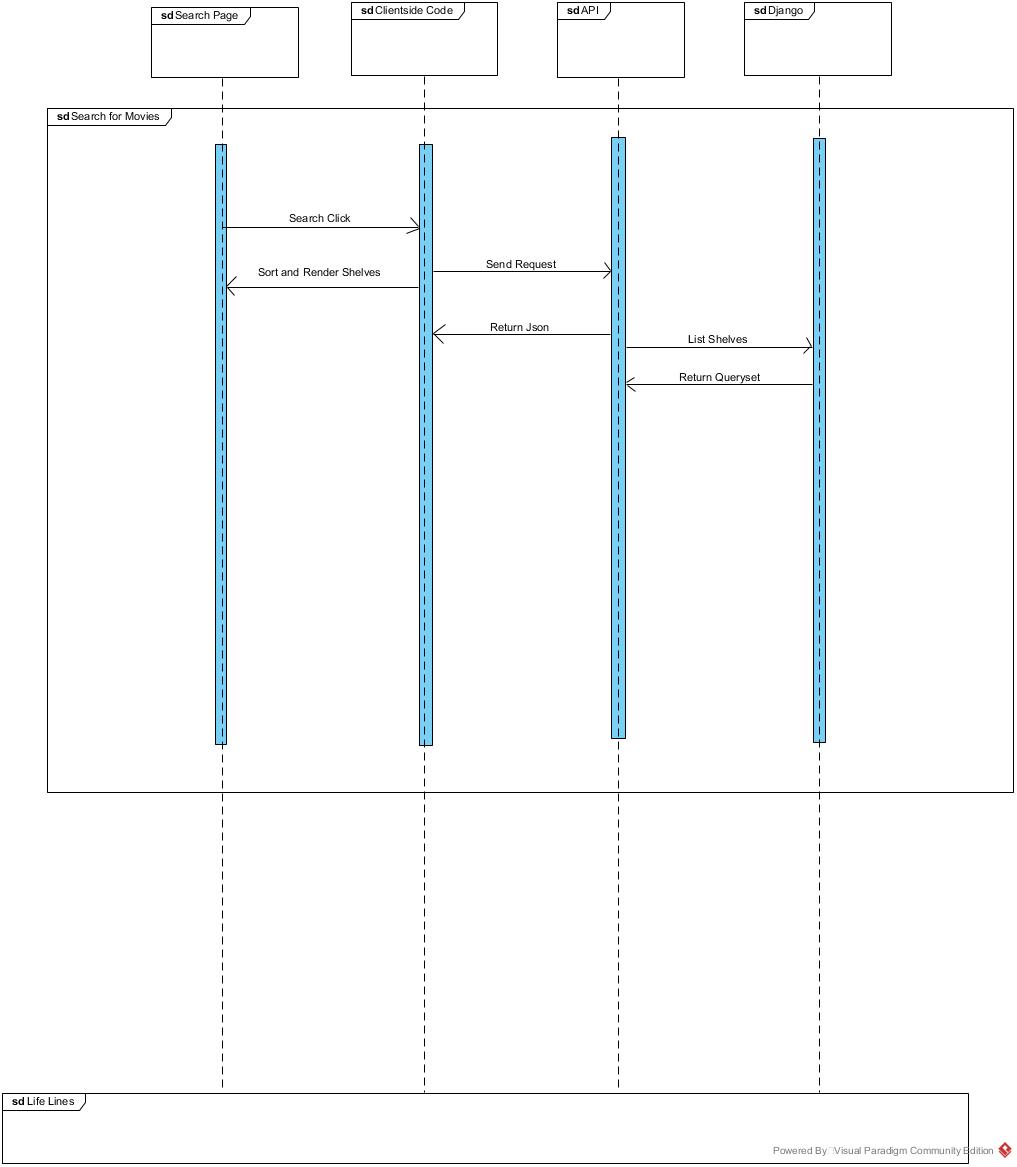 sd Search Page
sd Clientside Code
sd API
sd Django
sd Search for Movies
Search Click
Send Request
Sort and Render Shelves
Return Json
List Shelves
Return Queryset
sd Life Lines
Powered By Visual Paradigm Community Edition